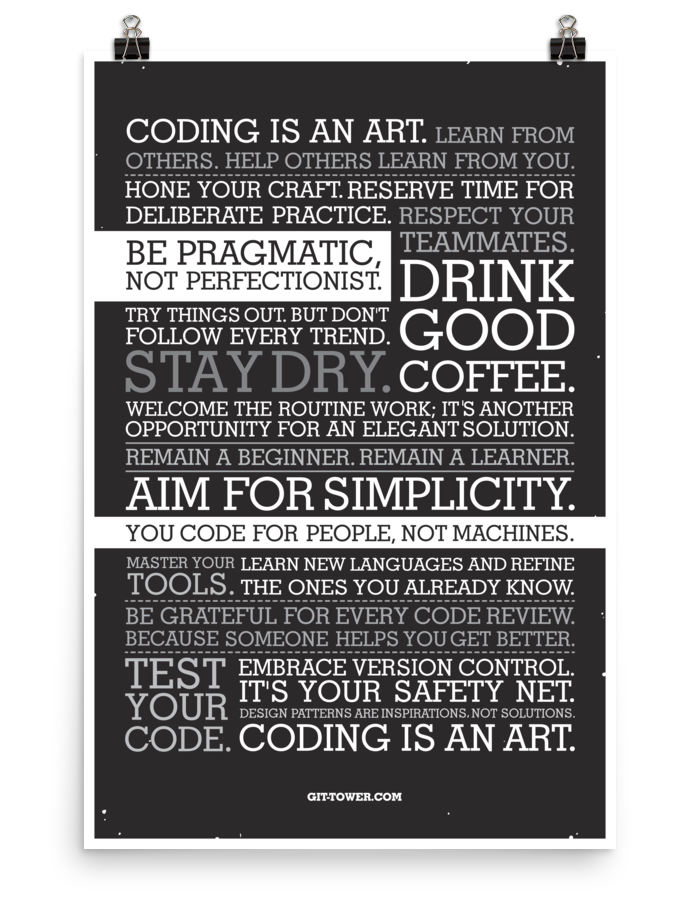 CODING IS AN ART. LEARN FROM
OTHERS. HELP OTHERS LEARN FROM YOU.
HONE YOUR CRAFT. RESERVE TIME FOR
DELIBERATE PRACTICE. RESPECT YOUR
TEAMMATES.
BE PRAGMATIC,
NOT PERFECTIONIST.
DRINK
GOOD
COFFEE.
TRY THINGS OUT. BUT DON'T
FOLLOW EVERY TREND.
STAY DRY.
WELCOME THE ROUTINE WORK; IT'S ANOTHER
OPPORTUNITY FOR AN ELEGANT SOLUTION.
REMAIN A BEGINNER. REMAIN A LEARNER.
AIM FOR SIMPLICITY.
YOU CODE FOR PEOPLE, NOT MACHINES.
MASTER YOUR
TOOLS.
LEARN NEW LANGUAGES AND REFINE
THE ONES YOU ALREADY KNOW.
BE GRATEFUL FOR EVERY CODE REVIEW.
BECAUSE SOMEONE HELPS YOU GET BETTER.
TEST
YOUR
CODE.
EMBRACE VERSION CONTROL.
IT'S YOUR SAFETY NET.
DESIGN PATTERNS ARE INSPIRATIONS, NOT SOLUTIONS.
CODING IS AN ART.
GIT-TOWER.COM